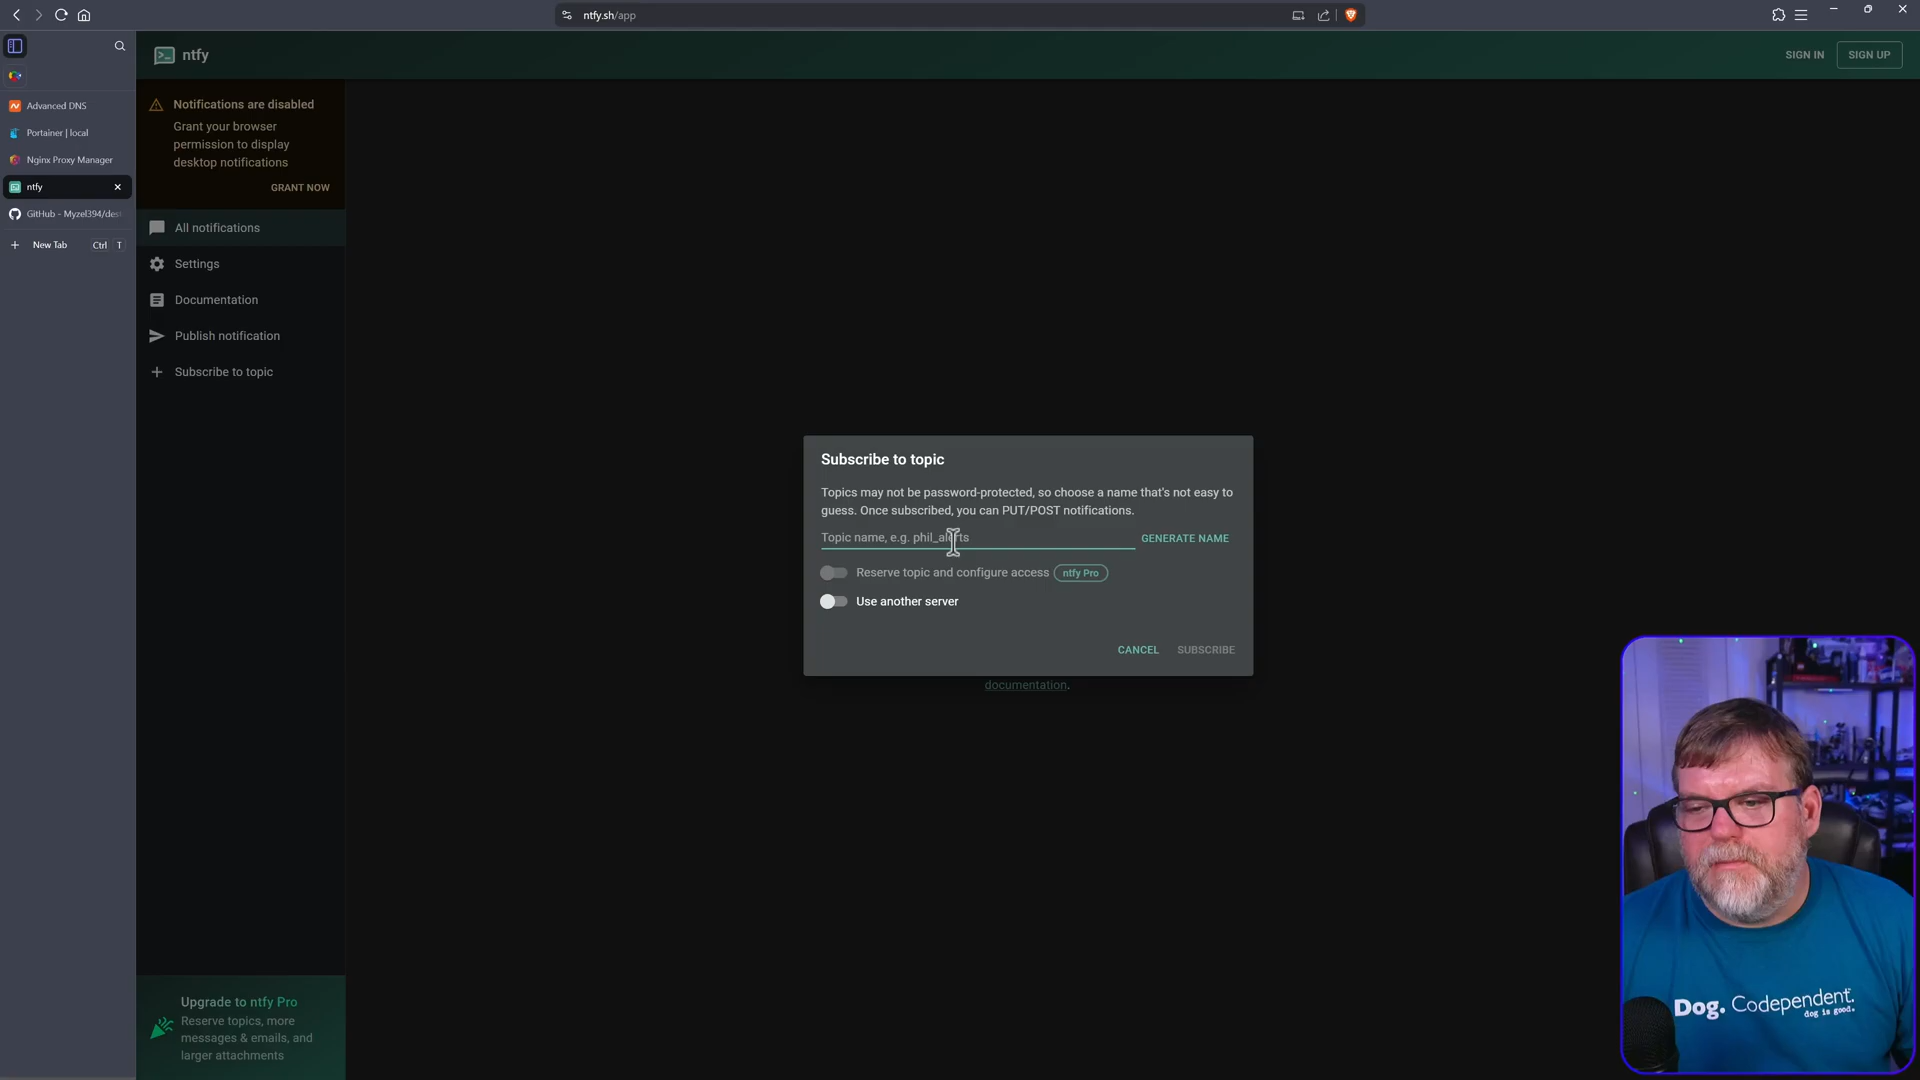 ntfy.sh/app
Advanced DNS
Portainer | local
Nginx Proxy Manager
ntfy
GitHub - Myzel394/des
New Tab Ctrl T
ntfy
SIGN IN
SIGN UP
Notifications are disabled
Grant your browser
permission to display
desktop notifications
GRANT NOW
All notifications
Settings
Documentation
Publish notification
Subscribe to topic
Subscribe to topic
Topics may not be password-protected, so choose a name that's not easy to
guess. Once subscribed, you can PUT/POST notifications.
Topic name, e.g. phil_alerts
GENERATE NAME
Reserve topic and configure access ntfy Pro
Use another server
CANCEL
SUBSCRIBE
documentation.
Upgrade to ntfy Pro
Reserve topics, more
messages & emails, and
larger attachments
Dog. Codependent.
dog is good.